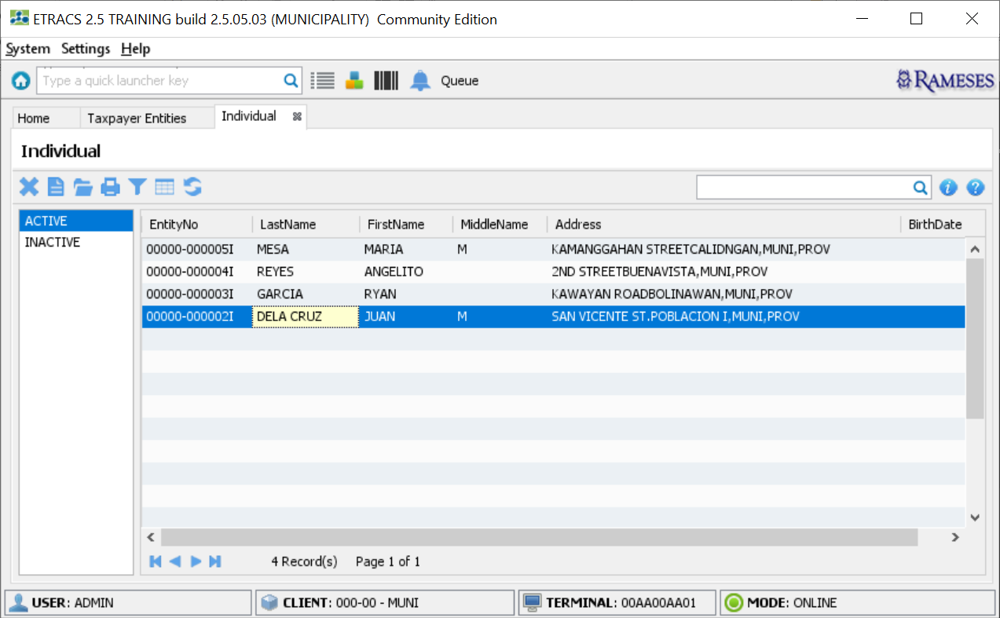 ETRACS 2.5 TRAINING build 2.5.05.03 (MUNICIPALITY) Community Edition
System Settings Help
Type a quick launcher key Queue RAMESES
Home Taxpayer Entities Individual
Individual
ACTIVE
INACTIVE
EntityNo LastName FirstName MiddleName Address BirthDate
00000-000005I MESA MARIA M KAMANGGAHAN STREETCALIDNGAN,MUNI,PROV
00000-000004I REYES ANGELITO 2ND STREETBUENAVISTA,MUNI,PROV
00000-000003I GARCIA RYAN KAWAYAN ROADBOLINAWAN,MUNI,PROV
00000-000002I DELA CRUZ JUAN M SAN VICENTE ST.POBLACION I,MUNI,PROV
4 Record(s) Page 1 of 1
USER: ADMIN CLIENT: 000-00 - MUNI TERMINAL: 00AA00AA01 MODE: ONLINE